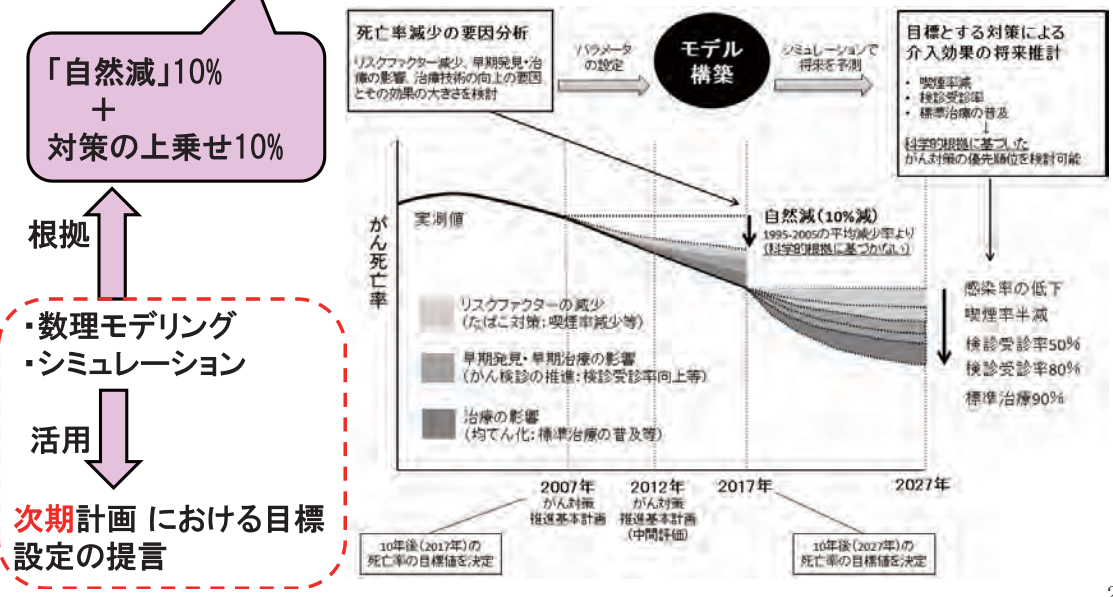 「自然減」10%
+
対策の上乗せ10%
根拠
・数理モデリング
・シミュレーション
活用
次期計画 における目標
設定の提言
死亡率減少の要因分析
リスクファクター減少、早期発見・治
療の影響、治療技術の向上の要因
とその効果の大きさを検討
パラメータ
の設定
モデル
構築
シミュレーションで
将来を予測
目標とする対策による
介入効果の将来推計
• 喫煙率減
• 検診受診率
• 標準治療の普及
↓
科学的根拠に基づいた
がん対策の優先順位を検討可能
がん死亡率
実測値
自然減(10%減)
1995-2005の平均減少率より
(科学的根拠に基づかない)
リスクファクターの減少
(たばこ対策:喫煙率減少等)
早期発見・早期治療の影響
(がん検診の推進:検診受診率向上等)
治療の影響
(均てん化:標準治療の普及等)
感染率の低下
喫煙率半減
検診受診率50%
検診受診率80%
標準治療90%
2007年
がん対策
推進基本計画
2012年
がん対策
推進基本計画
(中間評価)
2017年
2027年
10年後(2017年)の
死亡率の目標値を決定
10年後(2027年)の
死亡率の目標値を決定